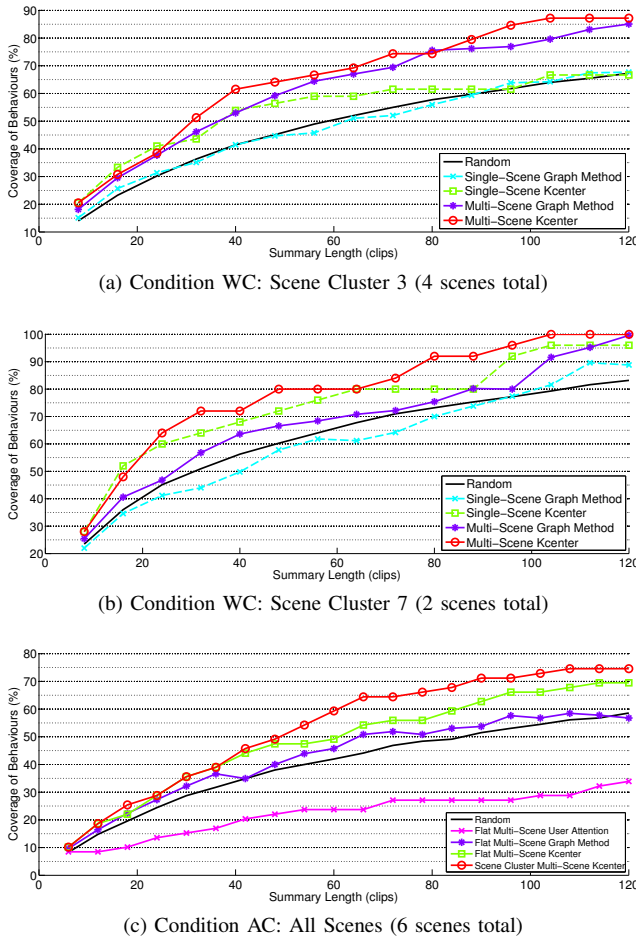 90
80
70
60
50
40
30
20
10
Coverage of Behaviours (%)
0 20 40 60 80 100 120
Summary Length (clips)
Random
Single-Scene Graph Method
Single-Scene Kcenter
Multi-Scene Graph Method
Multi-Scene Kcenter
(a) Condition WC: Scene Cluster 3 (4 scenes total)
100
90
80
70
60
50
40
30
20
Coverage of Behaviours (%)
0 20 40 60 80 100 120
Summary Length (clips)
Random
Single-Scene Graph Method
Single-Scene Kcenter
Multi-Scene Graph Method
Multi-Scene Kcenter
(b) Condition WC: Scene Cluster 7 (2 scenes total)
80
70
60
50
40
30
20
10
0
Coverage of Behaviours (%)
0 20 40 60 80 100 120
Summary Length (clips)
Random
Flat Multi-Scene User Attention
Flat Multi-Scene Graph Method
Flat Multi-Scene Kcenter
Scene Cluster Multi-Scene Kcenter
(c) Condition AC: All Scenes (6 scenes total)